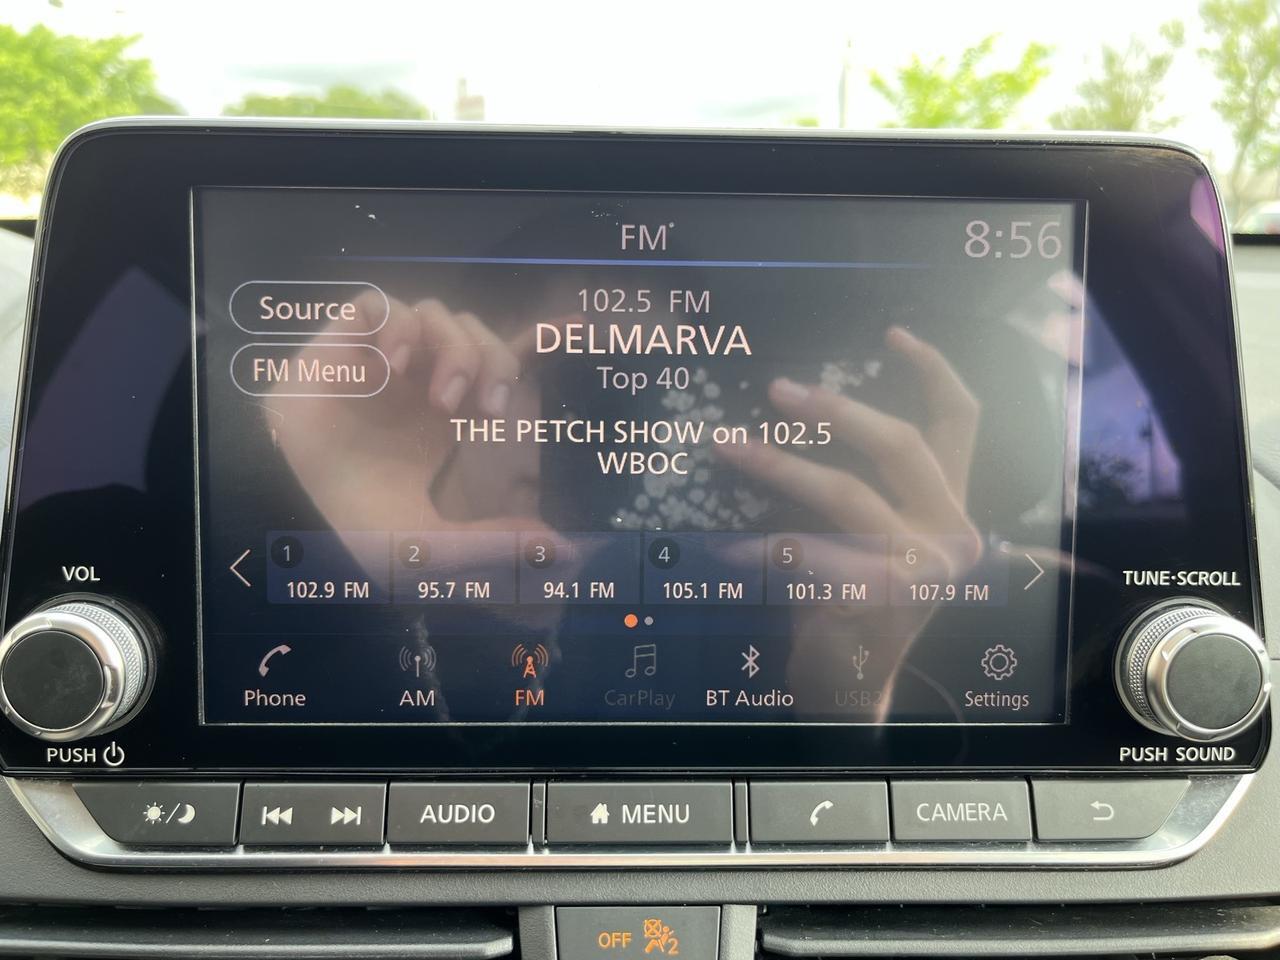 FM
8:56
Source
FM Menu
102.5 FM
DELMARVA
Top 40
THE PETCH SHOW on 102.5
WBOC
1 102.9 FM
2 95.7 FM
3 94.1 FM
4 105.1 FM
5 101.3 FM
6 107.9 FM
Phone
AM
FM
CarPlay
BT Audio
USB2
Settings
VOL
PUSH
TUNE•SCROLL
PUSH SOUND
AUDIO
MENU
CAMERA
OFF
2